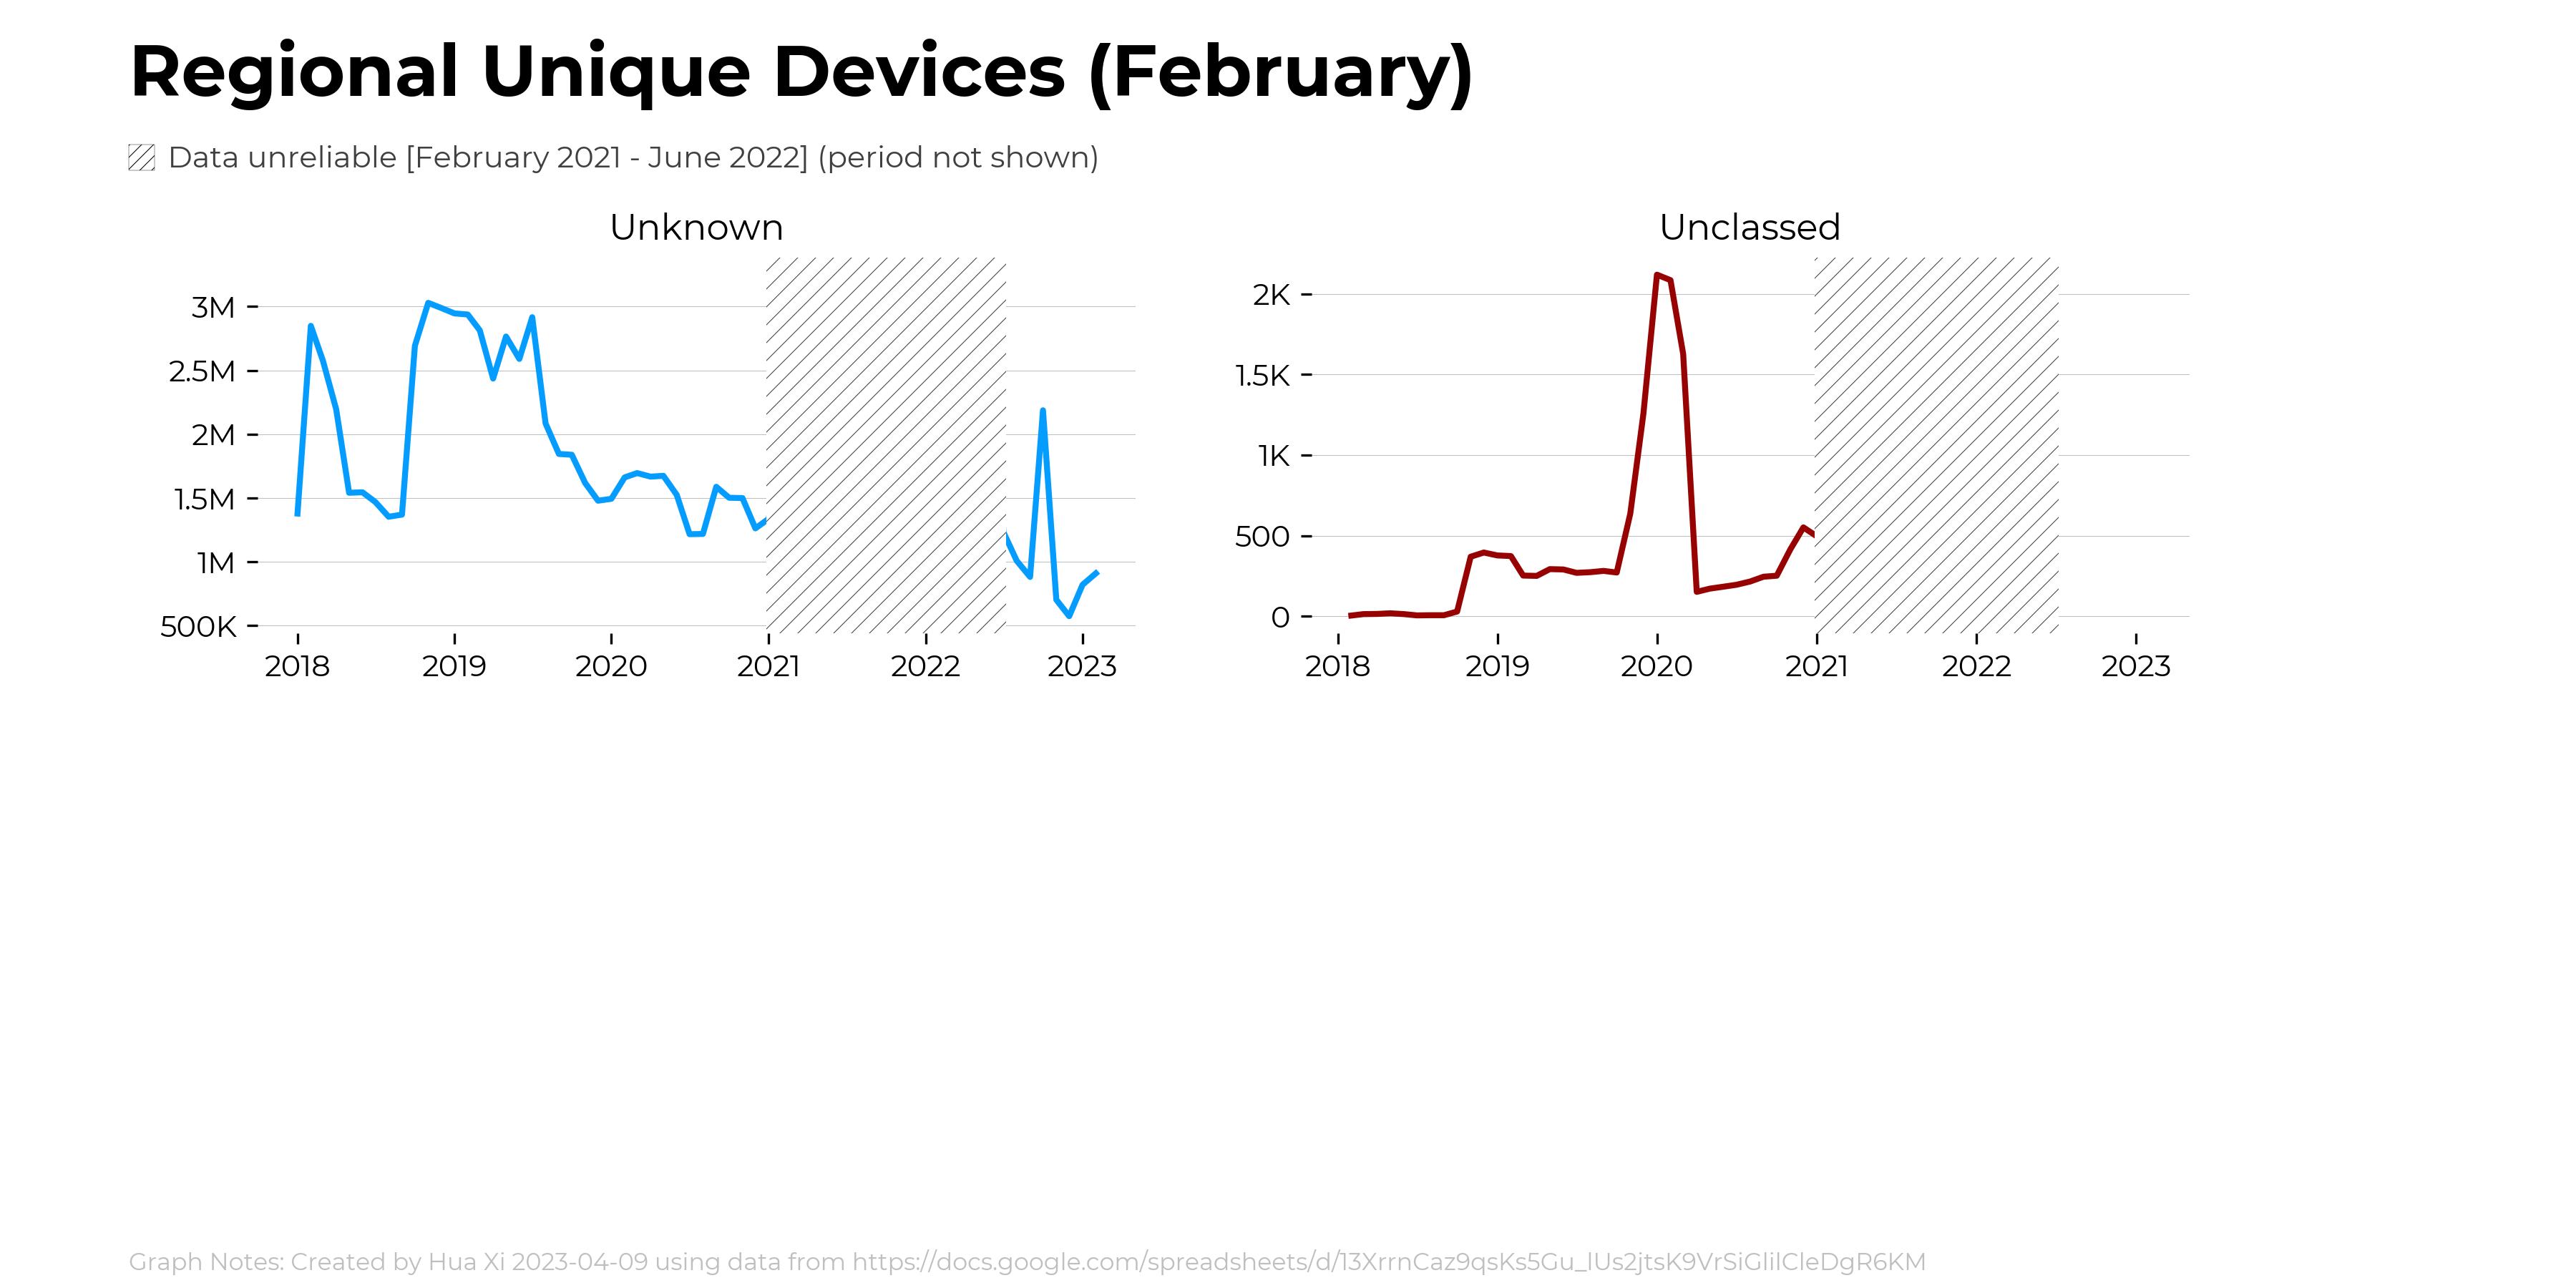 Regional Unique Devices (February)
Data unreliable [February 2021 - June 2022] (period not shown)
Unknown
3M
2.5M
2M
1.5M
1M
500K
2018 2019 2020 2021 2022 2023
Unclassed
2K
1.5K
1K
500
0
2018 2019 2020 2021 2022 2023
Graph Notes: Created by Hua Xi 2023-04-09 using data from https://docs.google.com/spreadsheets/d/13XrrnCaz9qsKs5Gu_lUs2jtsK9VrSiGlilCleDgR6KM